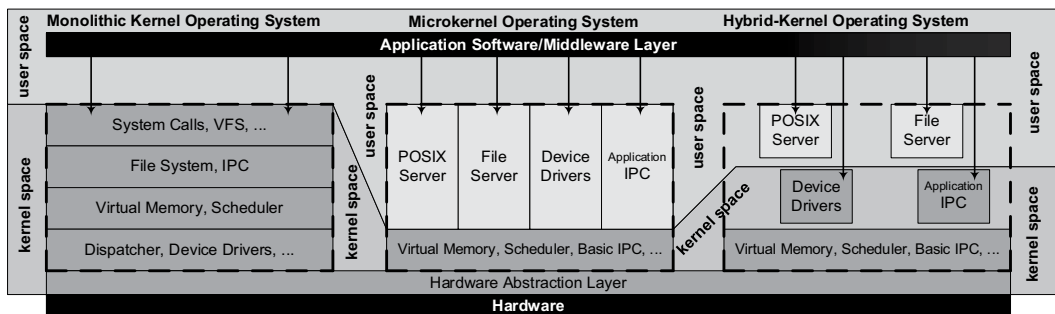 Monolithic Kernel Operating System
Microkernel Operating System
Hybrid-Kernel Operating System
Application Software/Middleware Layer
user space
kernel space
System Calls, VFS, ...
File System, IPC
Virtual Memory, Scheduler
Dispatcher, Device Drivers, ...
kernel space
user space
POSIX
Server
File
Server
Device
Drivers
Application
IPC
Virtual Memory, Scheduler, Basic IPC, ...
user space
kernel space
POSIX
Server
File
Server
Device
Drivers
Application
IPC
Virtual Memory, Scheduler, Basic IPC, ...
user space
kernel space
Hardware Abstraction Layer
Hardware